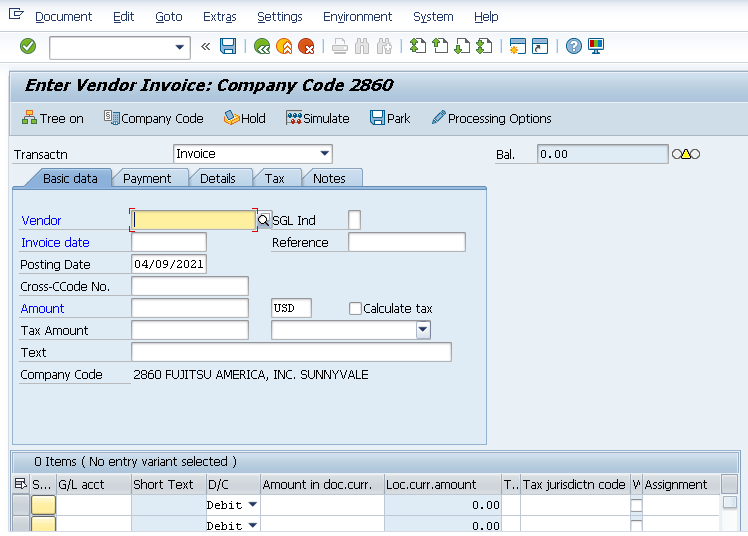 Document Edit Goto Extras Settings Environment System Help
Enter Vendor Invoice: Company Code 2860
Tree on Company Code Hold Simulate Park Processing Options
Transactn Invoice Bal. 0.00
Basic data Payment Details Tax Notes
Vendor SGL Ind
Invoice date Reference
Posting Date 04/09/2021
Cross-CCode No.
Amount USD Calculate tax
Tax Amount
Text
Company Code 2860 FUJITSU AMERICA, INC. SUNNYVALE
0 Items ( No entry variant selected )
S... G/L acct Short Text D/C Amount in doc.curr. Loc.curr.amount T.. Tax jurisdictn code W Assignment
Debit 0.00
Debit 0.00